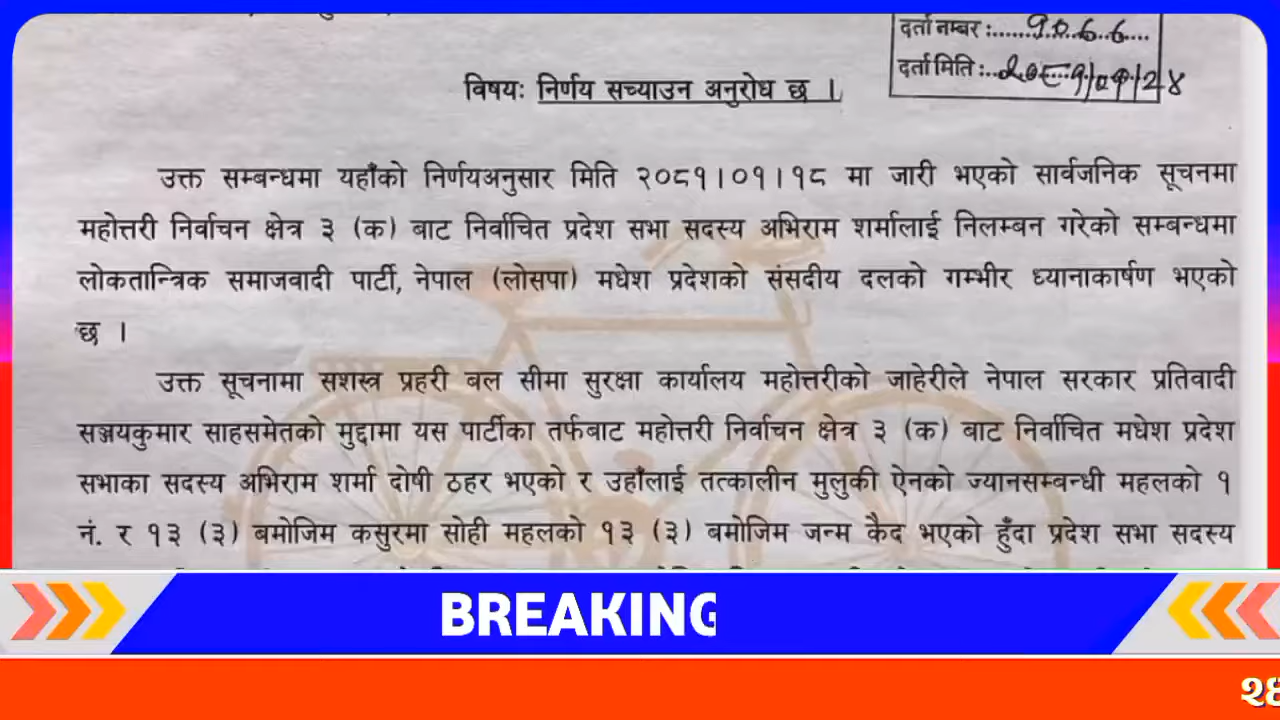 दर्ता नम्बर :......१०६६....
दर्ता मिति :..२०८१/०१/२४
विषयः निर्णय सच्याउन अनुरोध छ ।
उक्त सम्बन्धमा यहाँको निर्णयअनुसार मिति २०८१।०१।१८ मा जारी भएको सार्वजनिक सूचनमा
महोत्तरी निर्वाचन क्षेत्र ३ (क) बाट निर्वाचित प्रदेश सभा सदस्य अभिराम शर्मालाई निलम्बन गरेको सम्बन्धमा
लोकतान्त्रिक समाजवादी पार्टी, नेपाल (लोसपा) मधेश प्रदेशको संसदीय दलको गम्भीर ध्यानाकार्षण भएको
छ ।
उक्त सूचनामा सशस्त्र प्रहरी बल सीमा सुरक्षा कार्यालय महोत्तरीको जाहेरीले नेपाल सरकार प्रतिवादी
सञ्जयकुमार साहसमेतको मुद्दामा यस पार्टीका तर्फबाट महोत्तरी निर्वाचन क्षेत्र ३ (क) बाट निर्वाचित मधेश प्रदेश
सभाका सदस्य अभिराम शर्मा दोषी ठहर भएको र उहाँलाई तत्कालीन मुलुकी ऐनको ज्यानसम्बन्धी महलको १
नं. र १३ (३) बमोजिम कसुरमा सोही महलको १३ (३) बमोजिम जन्म कैद भएको हुँदा प्रदेश सभा सदस्य
BREAKING